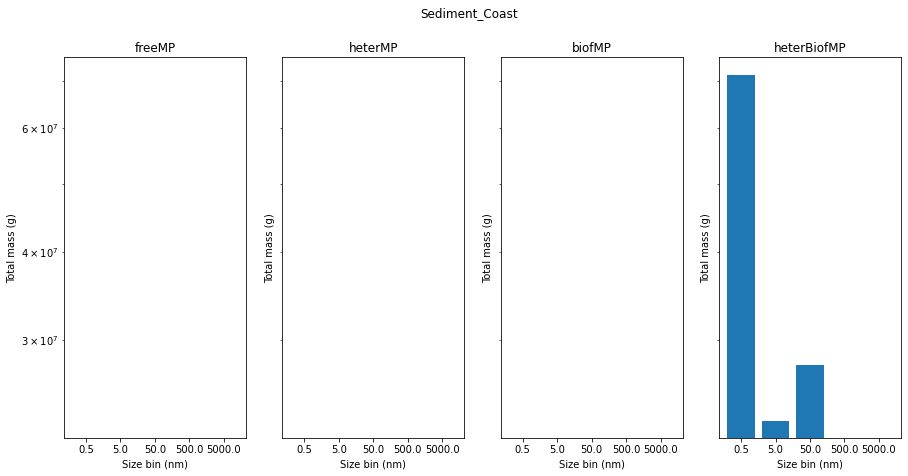 Sediment_Coast
freeMP
heterMP
biofMP
heterBiofMP
6 × 10⁷
4 × 10⁷
3 × 10⁷
Total mass (g)
Total mass (g)
Total mass (g)
Total mass (g)
0.5 5.0 50.0 500.0 5000.0
0.5 5.0 50.0 500.0 5000.0
0.5 5.0 50.0 500.0 5000.0
0.5 5.0 50.0 500.0 5000.0
Size bin (nm)
Size bin (nm)
Size bin (nm)
Size bin (nm)